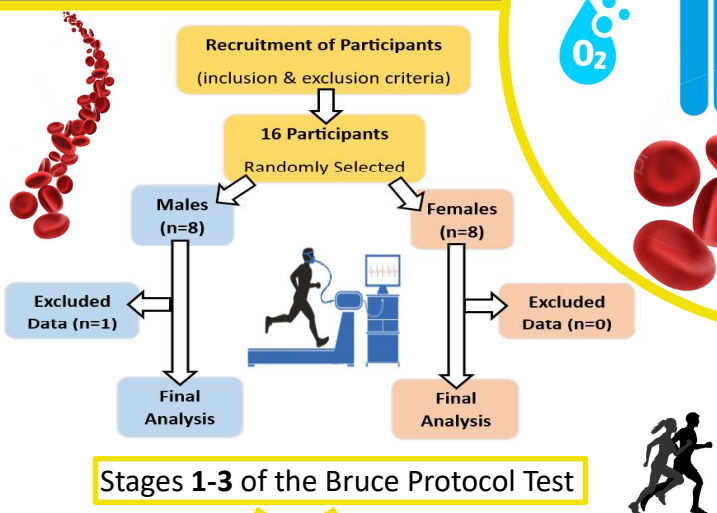 O2
Recruitment of Participants
(inclusion & exclusion criteria)
16 Participants
Randomly Selected
Males
(n=8)
Females
(n=8)
Excluded
Data (n=1)
Excluded
Data (n=0)
Final
Analysis
Final
Analysis
Stages 1-3 of the Bruce Protocol Test